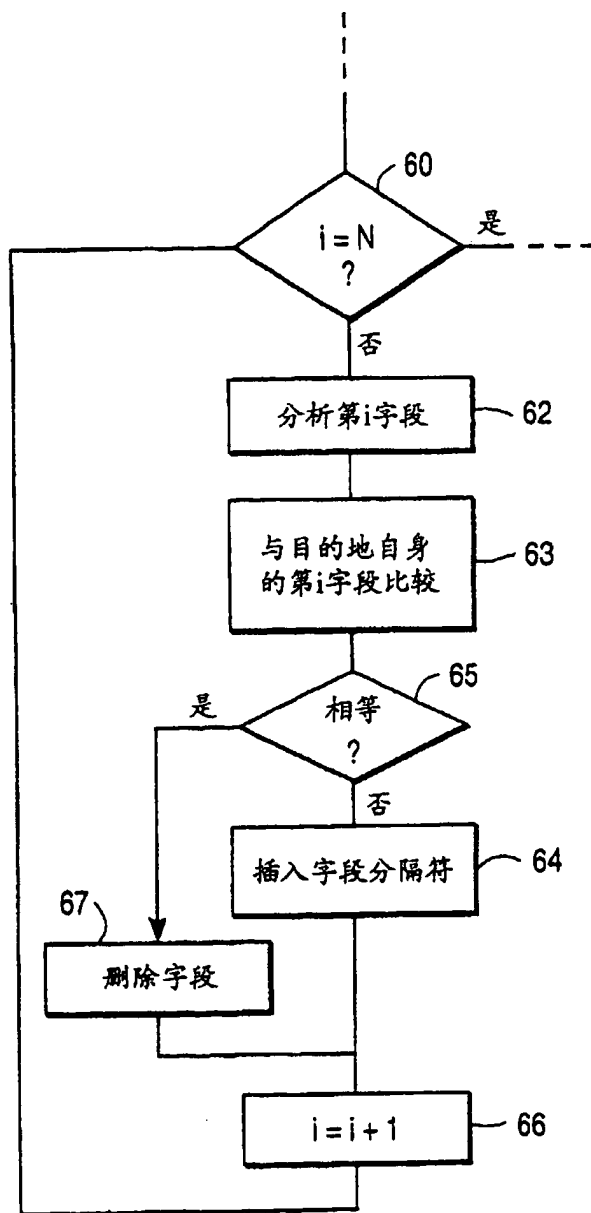 60
i = N
?
是
否
分析第i字段
62
与目的地自身
的第i字段比较
63
65
是
相等
?
否
插入字段分隔符
64
67
删除字段
i = i + 1
66